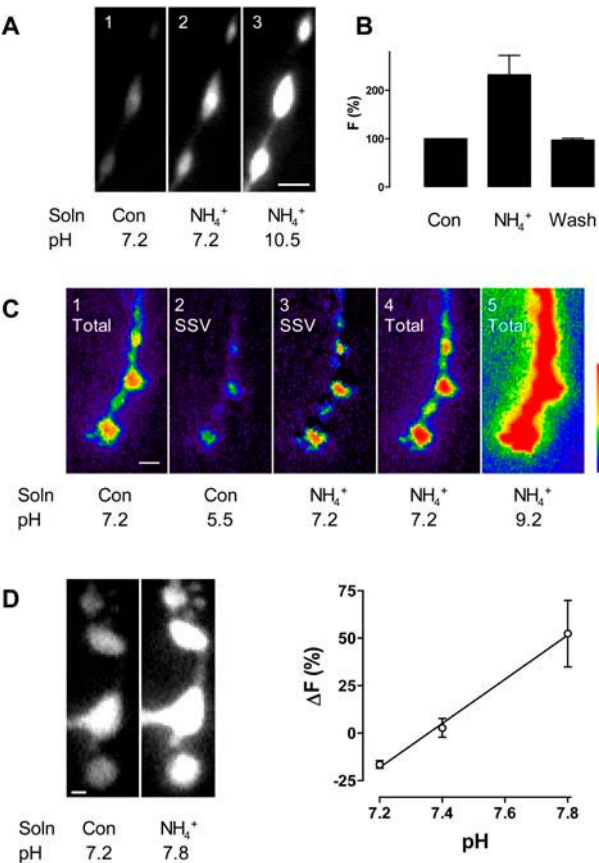 A
1 2 3
Soln Con NH₄⁺ NH₄⁺
pH 7.2 7.2 10.5
B
F (%)
200
100
0
Con NH₄⁺ Wash
C
1 2 3 4 5
Total SSV SSV Total Total
Soln Con Con NH₄⁺ NH₄⁺ NH₄⁺
pH 7.2 5.5 7.2 7.2 9.2
D
Soln Con NH₄⁺
pH 7.2 7.8
ΔF (%)
75
50
25
0
-25
7.2 7.4 7.6 7.8
pH